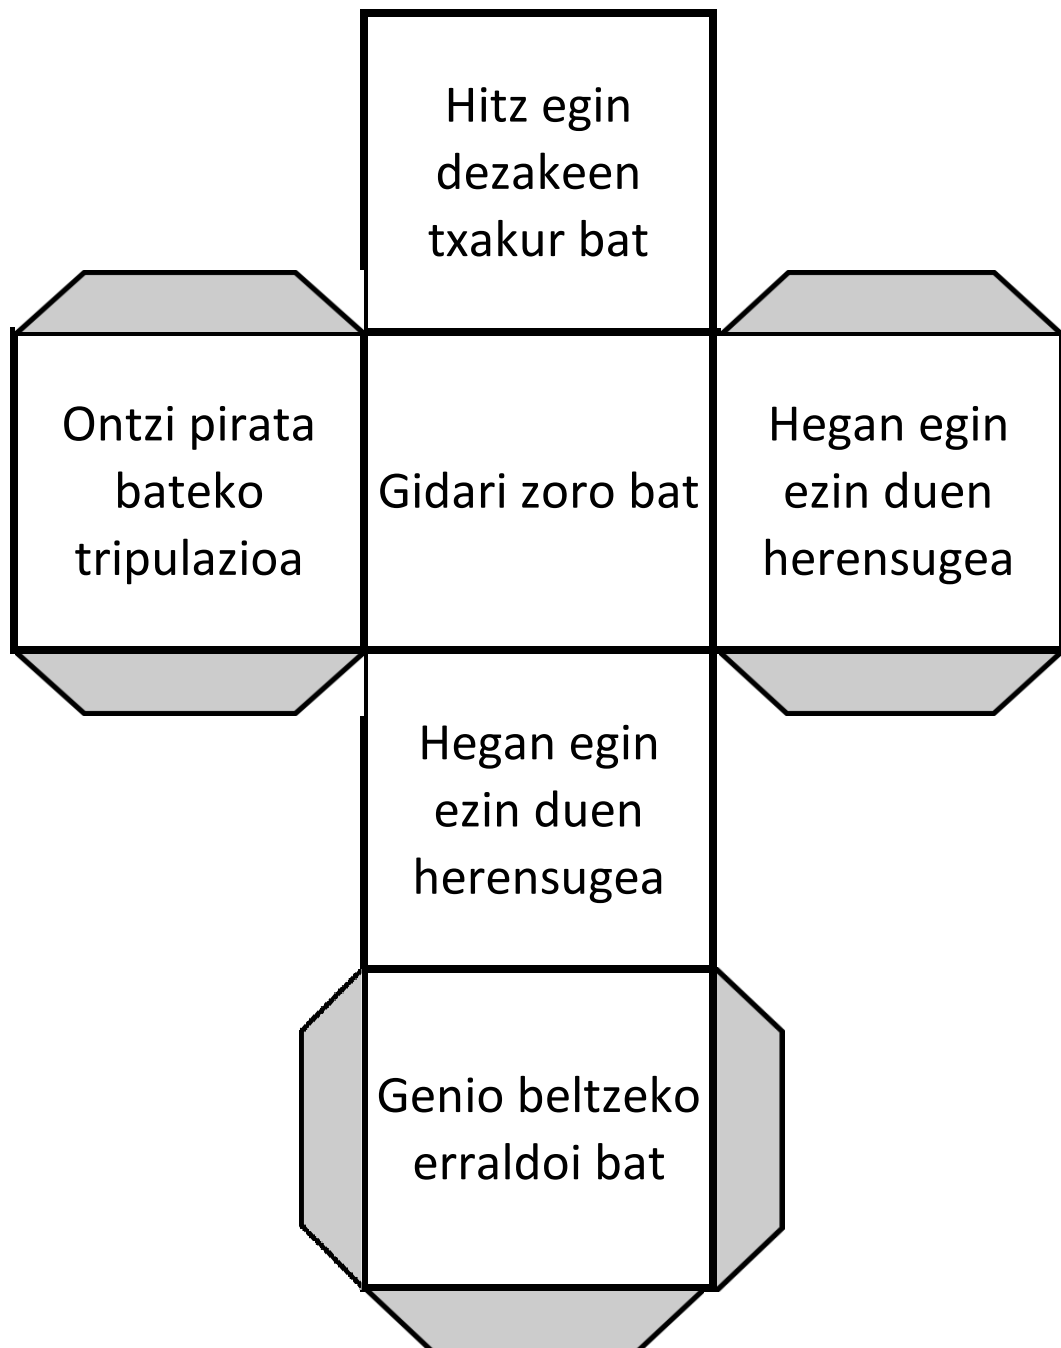 Hitz egin
dezakeen
txakur bat
Ontzi pirata
bateko
tripulazioa
Gidari zoro bat
Hegan egin
ezin duen
herensugea
Hegan egin
ezin duen
herensugea
Genio beltzeko
erraldoi bat